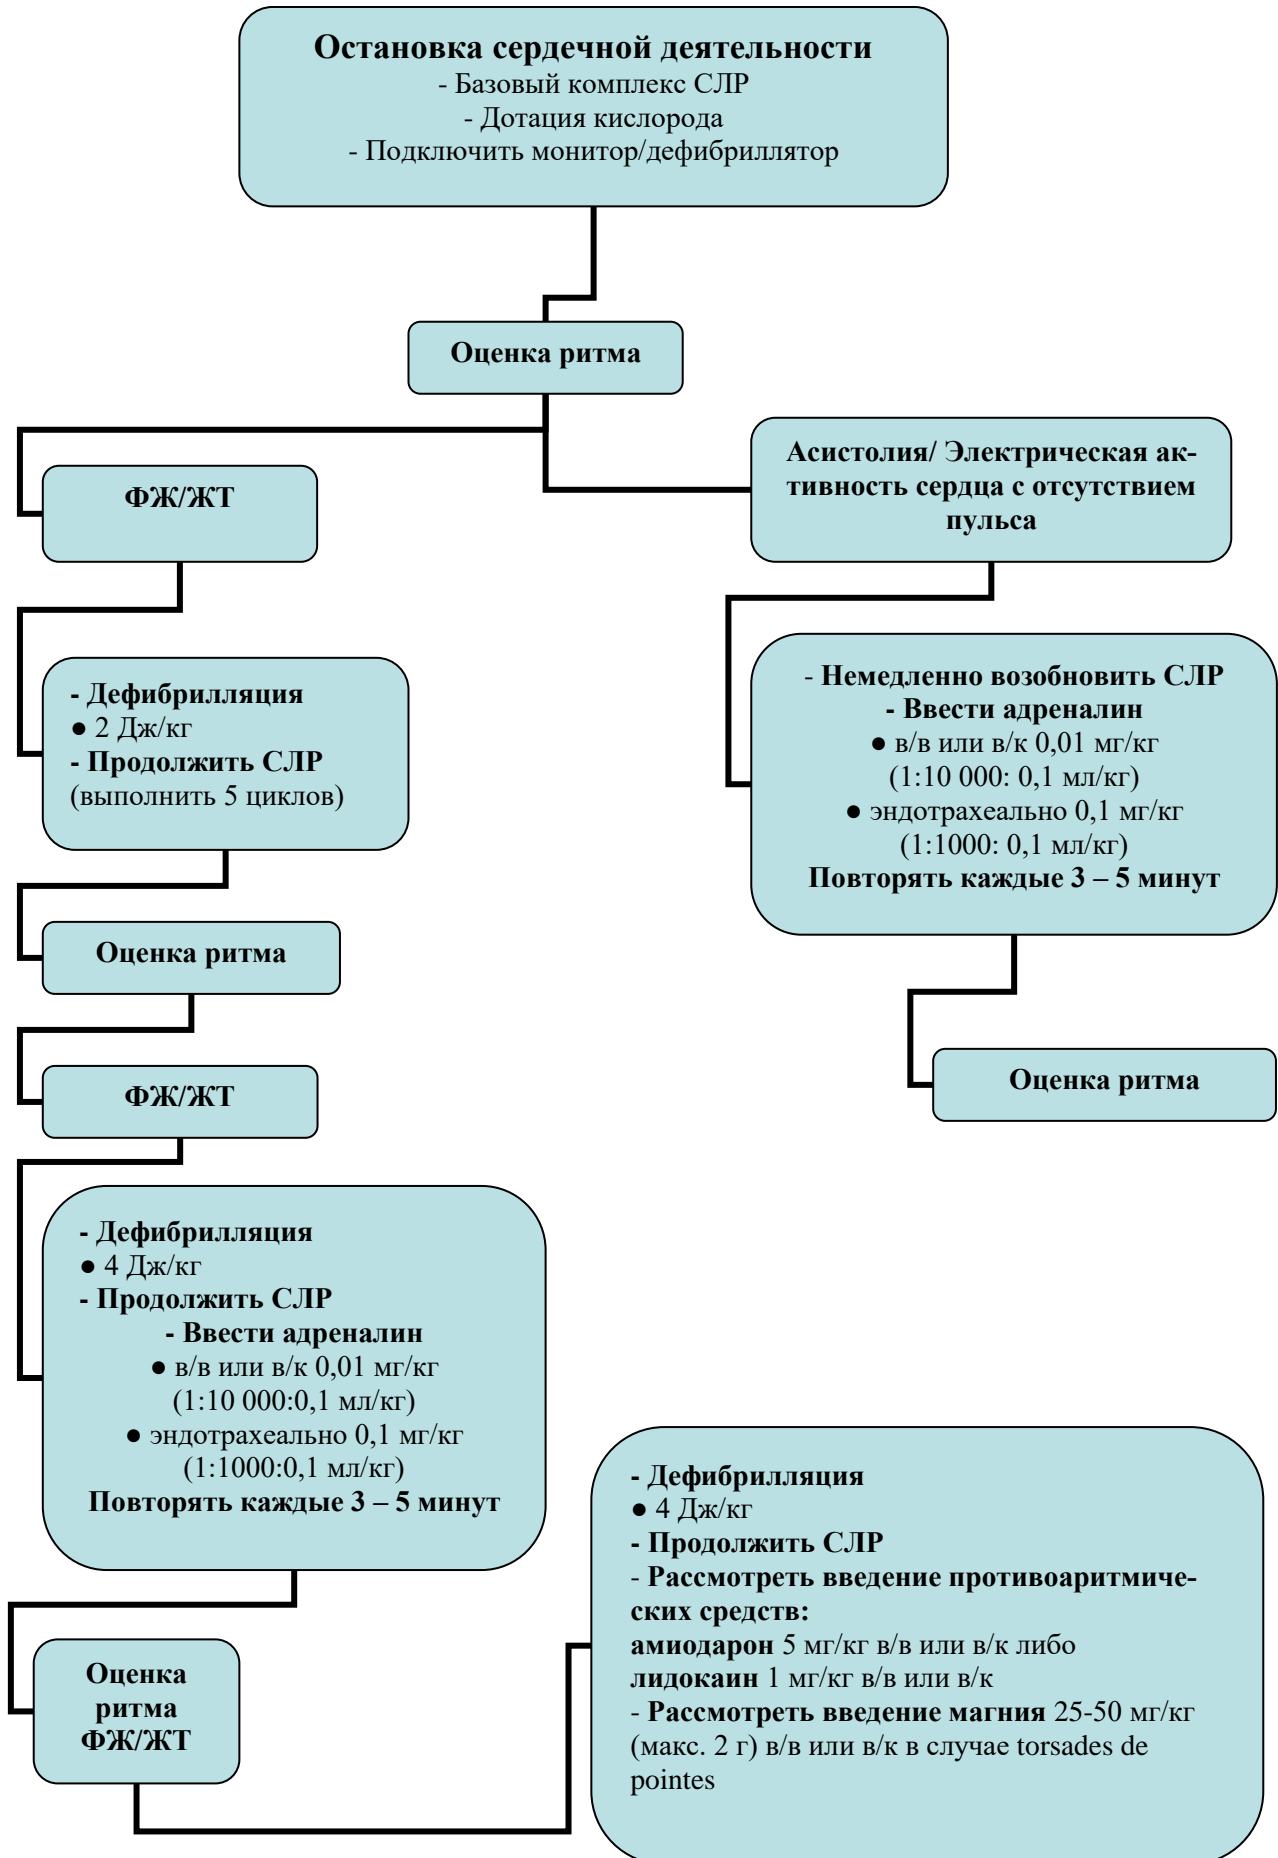 Остановка сердечной деятельности
- Базовый комплекс СЛР
- Дотация кислорода
- Подключить монитор/дефибриллятор
Оценка ритма
ФЖ/ЖТ
Асистолия/ Электрическая ак-
тивность сердца с отсутствием
пульса
- Дефибрилляция
● 2 Дж/кг
- Продолжить СЛР
(выполнить 5 циклов)
- Немедленно возобновить СЛР
- Ввести адреналин
● в/в или в/к 0,01 мг/кг
(1:10 000: 0,1 мл/кг)
● эндотрахеально 0,1 мг/кг
(1:1000: 0,1 мл/кг)
Повторять каждые 3 – 5 минут
Оценка ритма
ФЖ/ЖТ
Оценка ритма
- Дефибрилляция
● 4 Дж/кг
- Продолжить СЛР
- Ввести адреналин
● в/в или в/к 0,01 мг/кг
(1:10 000:0,1 мл/кг)
● эндотрахеально 0,1 мг/кг
(1:1000:0,1 мл/кг)
Повторять каждые 3 – 5 минут
Оценка
ритма
ФЖ/ЖТ
- Дефибрилляция
● 4 Дж/кг
- Продолжить СЛР
- Рассмотреть введение противоаритмиче-
ских средств:
амиодарон 5 мг/кг в/в или в/к либо
лидокаин 1 мг/кг в/в или в/к
- Рассмотреть введение магния 25-50 мг/кг
(макс. 2 г) в/в или в/к в случае torsades de
pointes